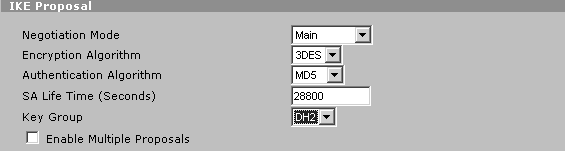 IKE Proposal
Negotiation Mode Main
Encryption Algorithm 3DES
Authentication Algorithm MD5
SA Life Time (Seconds) 28800
Key Group DH2
Enable Multiple Proposals